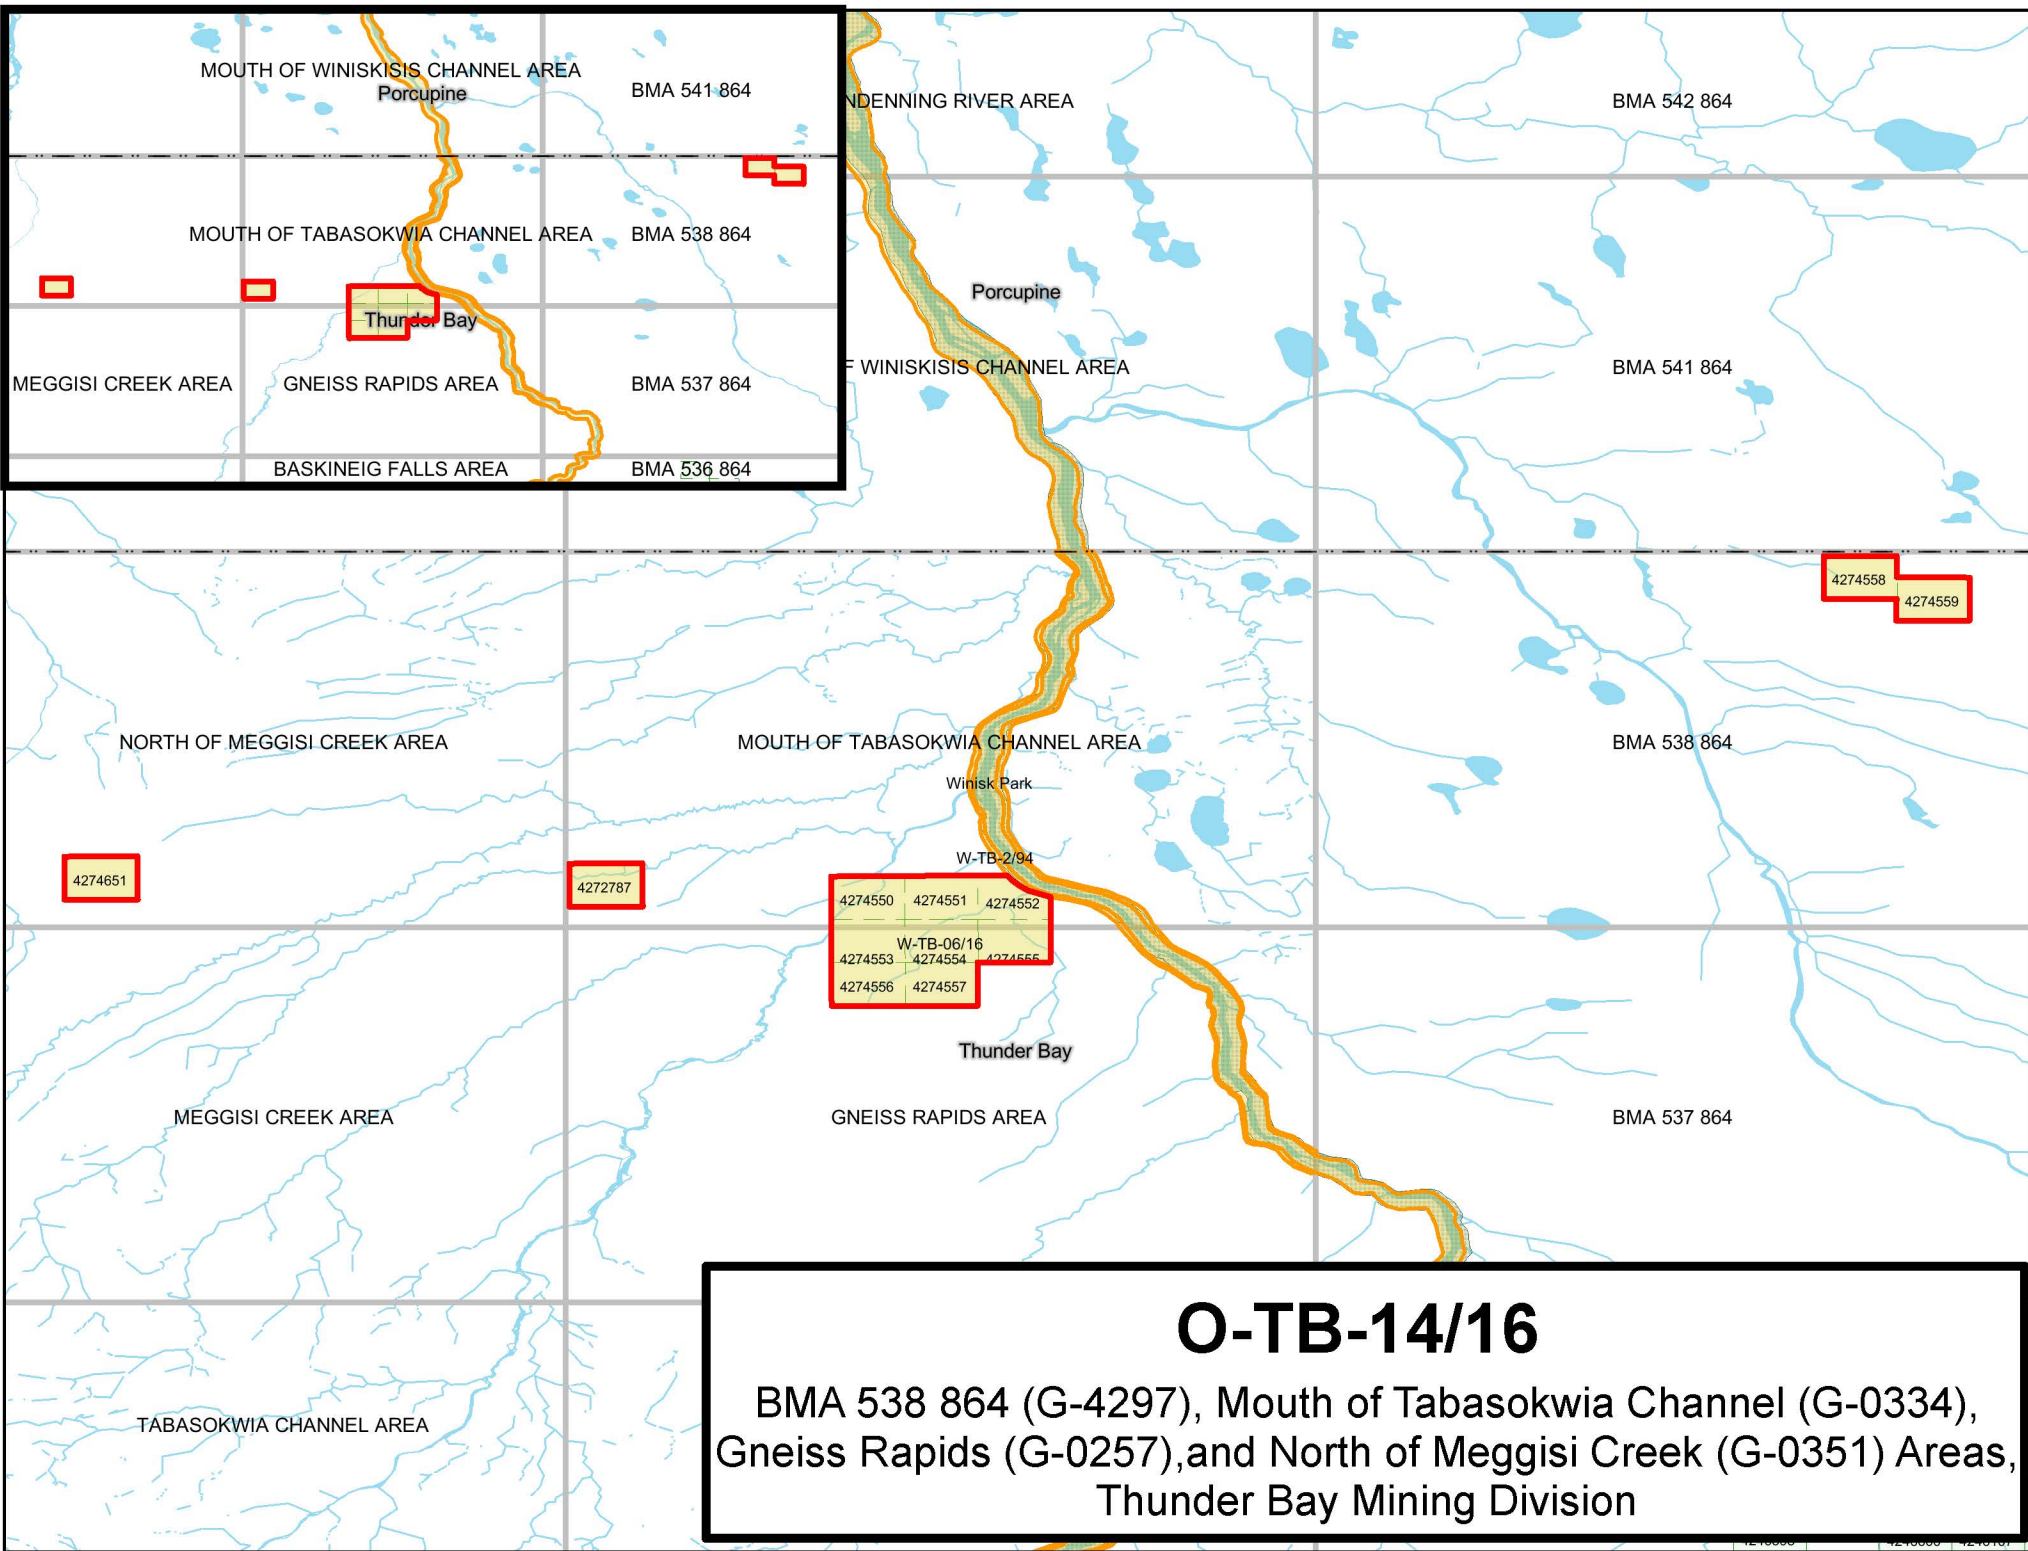 MOUTH OF WINISKISIS CHANNEL AREA
Porcupine
BMA 541 864
MOUTH OF TABASOKWIA CHANNEL AREA
BMA 538 864
Thunder Bay
MEGGISI CREEK AREA
GNEISS RAPIDS AREA
BMA 537 864
BASKINEIG FALLS AREA
BMA 536 864
NDENNING RIVER AREA
BMA 542 864
Porcupine
F WINISKISIS CHANNEL AREA
BMA 541 864
4274558
4274559
NORTH OF MEGGISI CREEK AREA
MOUTH OF TABASOKWIA CHANNEL AREA
BMA 538 864
Winisk Park
W-TB-2/94
4274651
4272787
4274550
4274551
4274552
W-TB-06/16
4274553
4274554
4274555
4274556
4274557
Thunder Bay
MEGGISI CREEK AREA
GNEISS RAPIDS AREA
BMA 537 864
TABASOKWIA CHANNEL AREA
O-TB-14/16
BMA 538 864 (G-4297), Mouth of Tabasokwia Channel (G-0334),
Gneiss Rapids (G-0257),and North of Meggisi Creek (G-0351) Areas,
Thunder Bay Mining Division